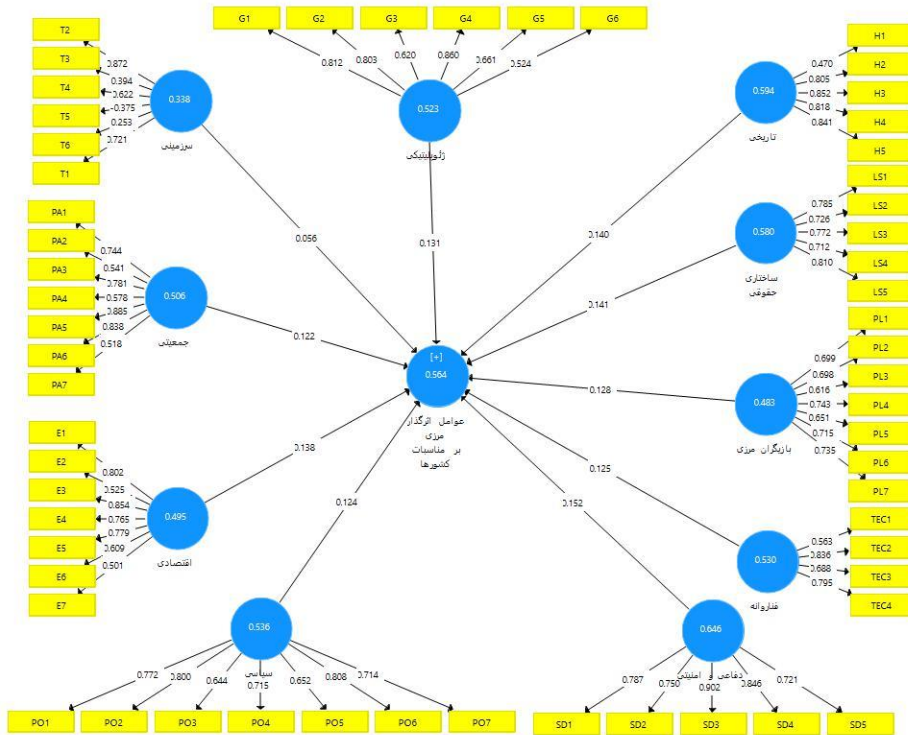 G1
G2
G3
G4
G5
G6
0.812
0.803
0.620
0.860
0.661
0.524
0.523
ژئوپلیتیکی
0.131
T2
T3
T4
T5
T6
T1
0.872
0.394
0.622
-0.375
0.253
0.721
0.338
سرزمینی
0.056
H1
H2
H3
H4
H5
0.470
0.805
0.852
0.818
0.841
0.594
تاریخی
0.140
LS1
LS2
LS3
LS4
LS5
0.785
0.726
0.772
0.712
0.810
0.580
ساختاری
حقوقی
0.141
PA1
PA2
PA3
PA4
PA5
PA6
PA7
0.744
0.541
0.781
0.578
0.885
0.838
0.518
0.506
جمعیتی
0.122
[+]
0.564
عوامل اثرگذار
مرزی
بر مناسبات
کشورها
PL1
PL2
PL3
PL4
PL5
PL6
PL7
0.699
0.698
0.616
0.743
0.651
0.715
0.735
0.483
بازیگران مرزی
0.128
E1
E2
E3
E4
E5
E6
E7
0.802
0.525
0.854
0.765
0.779
0.609
0.501
0.495
اقتصادی
0.138
TEC1
TEC2
TEC3
TEC4
0.563
0.836
0.688
0.795
0.530
فناورانه
0.125
0.536
سیاسی
0.124
0.772
0.800
0.644
0.715
0.652
0.808
0.714
PO1
PO2
PO3
PO4
PO5
PO6
PO7
0.646
دفاعی و امنیتی
0.152
0.787
0.750
0.902
0.846
0.721
SD1
SD2
SD3
SD4
SD5